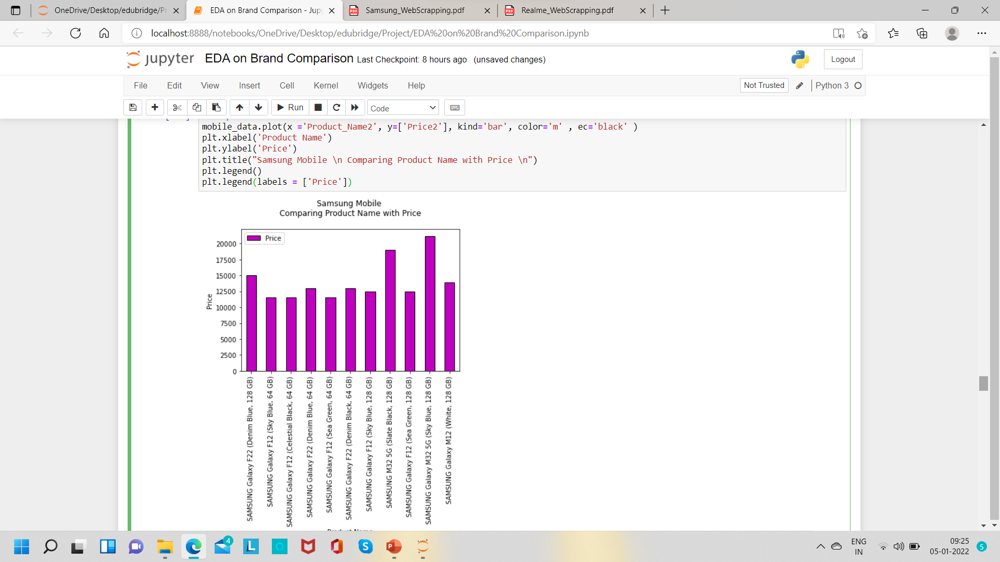 OneDrive/Desktop/edubridge/Pr
EDA on Brand Comparison - Jup
Samsung_WebScrapping.pdf
Realme_WebScrapping.pdf
localhost:8888/notebooks/OneDrive/Desktop/edubridge/Project/EDA%20on%20Brand%20Comparison.ipynb
jupyter EDA on Brand Comparison Last Checkpoint: 8 hours ago (unsaved changes)
Logout
File Edit View Insert Cell Kernel Widgets Help
Not Trusted
Python 3
Run
Code
mobile_data.plot(x ='Product_Name2', y=['Price2'], kind='bar', color='m' , ec='black' )
plt.xlabel('Product Name')
plt.ylabel('Price')
plt.title("Samsung Mobile \n Comparing Product Name with Price \n")
plt.legend()
plt.legend(labels = ['Price'])
Samsung Mobile
Comparing Product Name with Price
Price
20000
17500
15000
12500
10000
7500
5000
2500
0
Price
SAMSUNG Galaxy F22 (Denim Blue, 128 GB)
SAMSUNG Galaxy F12 (Sky Blue, 64 GB)
SAMSUNG Galaxy F12 (Celestial Black, 64 GB)
SAMSUNG Galaxy F22 (Denim Blue, 64 GB)
SAMSUNG Galaxy F12 (Sea Green, 64 GB)
SAMSUNG Galaxy F22 (Denim Black, 64 GB)
SAMSUNG Galaxy F12 (Sky Blue, 128 GB)
SAMSUNG M32 5G (Slate Black, 128 GB)
SAMSUNG Galaxy F12 (Sea Green, 128 GB)
SAMSUNG Galaxy M32 5G (Sky Blue, 128 GB)
SAMSUNG Galaxy M12 (White, 128 GB)
4
ENG
IN
09:25
05-01-2022
5